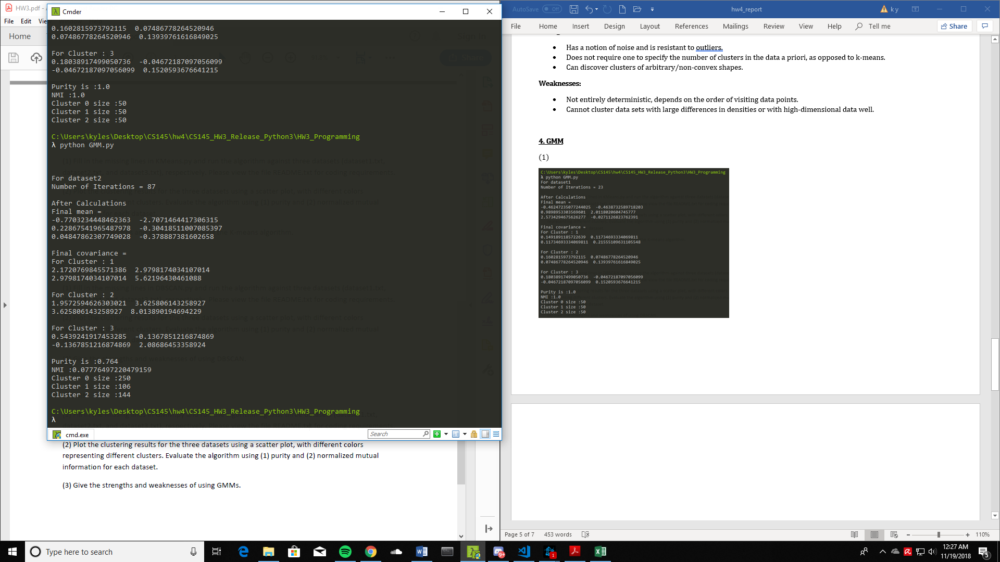 HW3.pdf -
File Edit Vie
Home
Cmder
0.1602815973792115 0.07486778264520946
0.07486778264520946 0.13939761616849025
For Cluster : 3
0.18038917499050736 -0.04672187097056099
-0.04672187097056099 0.1520593676641215
Purity is :1.0
NMI :1.0
Cluster 0 size :50
Cluster 1 size :50
Cluster 2 size :50
C:\Users\kyles\Desktop\CS145\hw4\CS145_HW3_Release_Python3\HW3_Programming
λ python GMM.py
For dataset2
Number of Iterations = 87
After Calculations
Final mean =
-0.7703234448462363 -2.7071464417306315
0.22867541965487978 -0.30418511007085397
0.04847862307749028 -0.378887381602658
Final covariance =
For Cluster : 1
2.1720769845571386 2.9798174034107014
2.9798174034107014 5.62196430461088
For Cluster : 2
1.9572594626303021 3.625806143258927
3.625806143258927 8.013890194694229
For Cluster : 3
0.5439241917453285 -0.1367851216874869
-0.1367851216874869 2.08686453358924
Purity is :0.764
NMI :0.07776497220479159
Cluster 0 size :250
Cluster 1 size :106
Cluster 2 size :144
C:\Users\kyles\Desktop\CS145\hw4\CS145_HW3_Release_Python3\HW3_Programming
λ
cmd.exe
Search
(2) Plot the clustering results for the three datasets using a scatter plot, with different colors
representing different clusters. Evaluate the algorithm using (1) purity and (2) normalized mutual
information for each dataset.
(3) Give the strengths and weaknesses of using GMMs.
AutoSave Off
hw4_report
k y
File Home Insert Design Layout References Mailings Review View Help Tell me Share
• Has a notion of noise and is resistant to outliers.
• Does not require one to specify the number of clusters in the data a priori, as opposed to k-means.
• Can discover clusters of arbitrary/non-convex shapes.
Weaknesses:
• Not entirely deterministic, depends on the order of visiting data points.
• Cannot cluster data sets with large differences in densities or with high-dimensional data well.
4. GMM
(1)
C:\Users\kyles\Desktop\CS145\hw4\CS145_HW3_Release_Python3\HW3_Programming
λ python GMM.py
For dataset1
Number of Iterations = 23
After Calculations
Final mean =
-0.46247235077244025 -0.4638732589718203
0.9898953303569601 2.0118020604745777
2.5734294675626277 -0.0271126823762391
Final covariance =
For Cluster : 1
0.1491891185722639 0.11734693334069811
0.11734693334069811 0.21555109631105548
For Cluster : 2
0.1602815973792115 0.07486778264520946
0.07486778264520946 0.13939761616849025
For Cluster : 3
0.18038917499050736 -0.04672187097056099
-0.04672187097056099 0.1520593676641215
Purity is :1.0
NMI :1.0
Cluster 0 size :50
Cluster 1 size :50
Cluster 2 size :50
Page 5 of 7 453 words
110%
Type here to search
9+
1
12:27 AM
11/19/2018
5